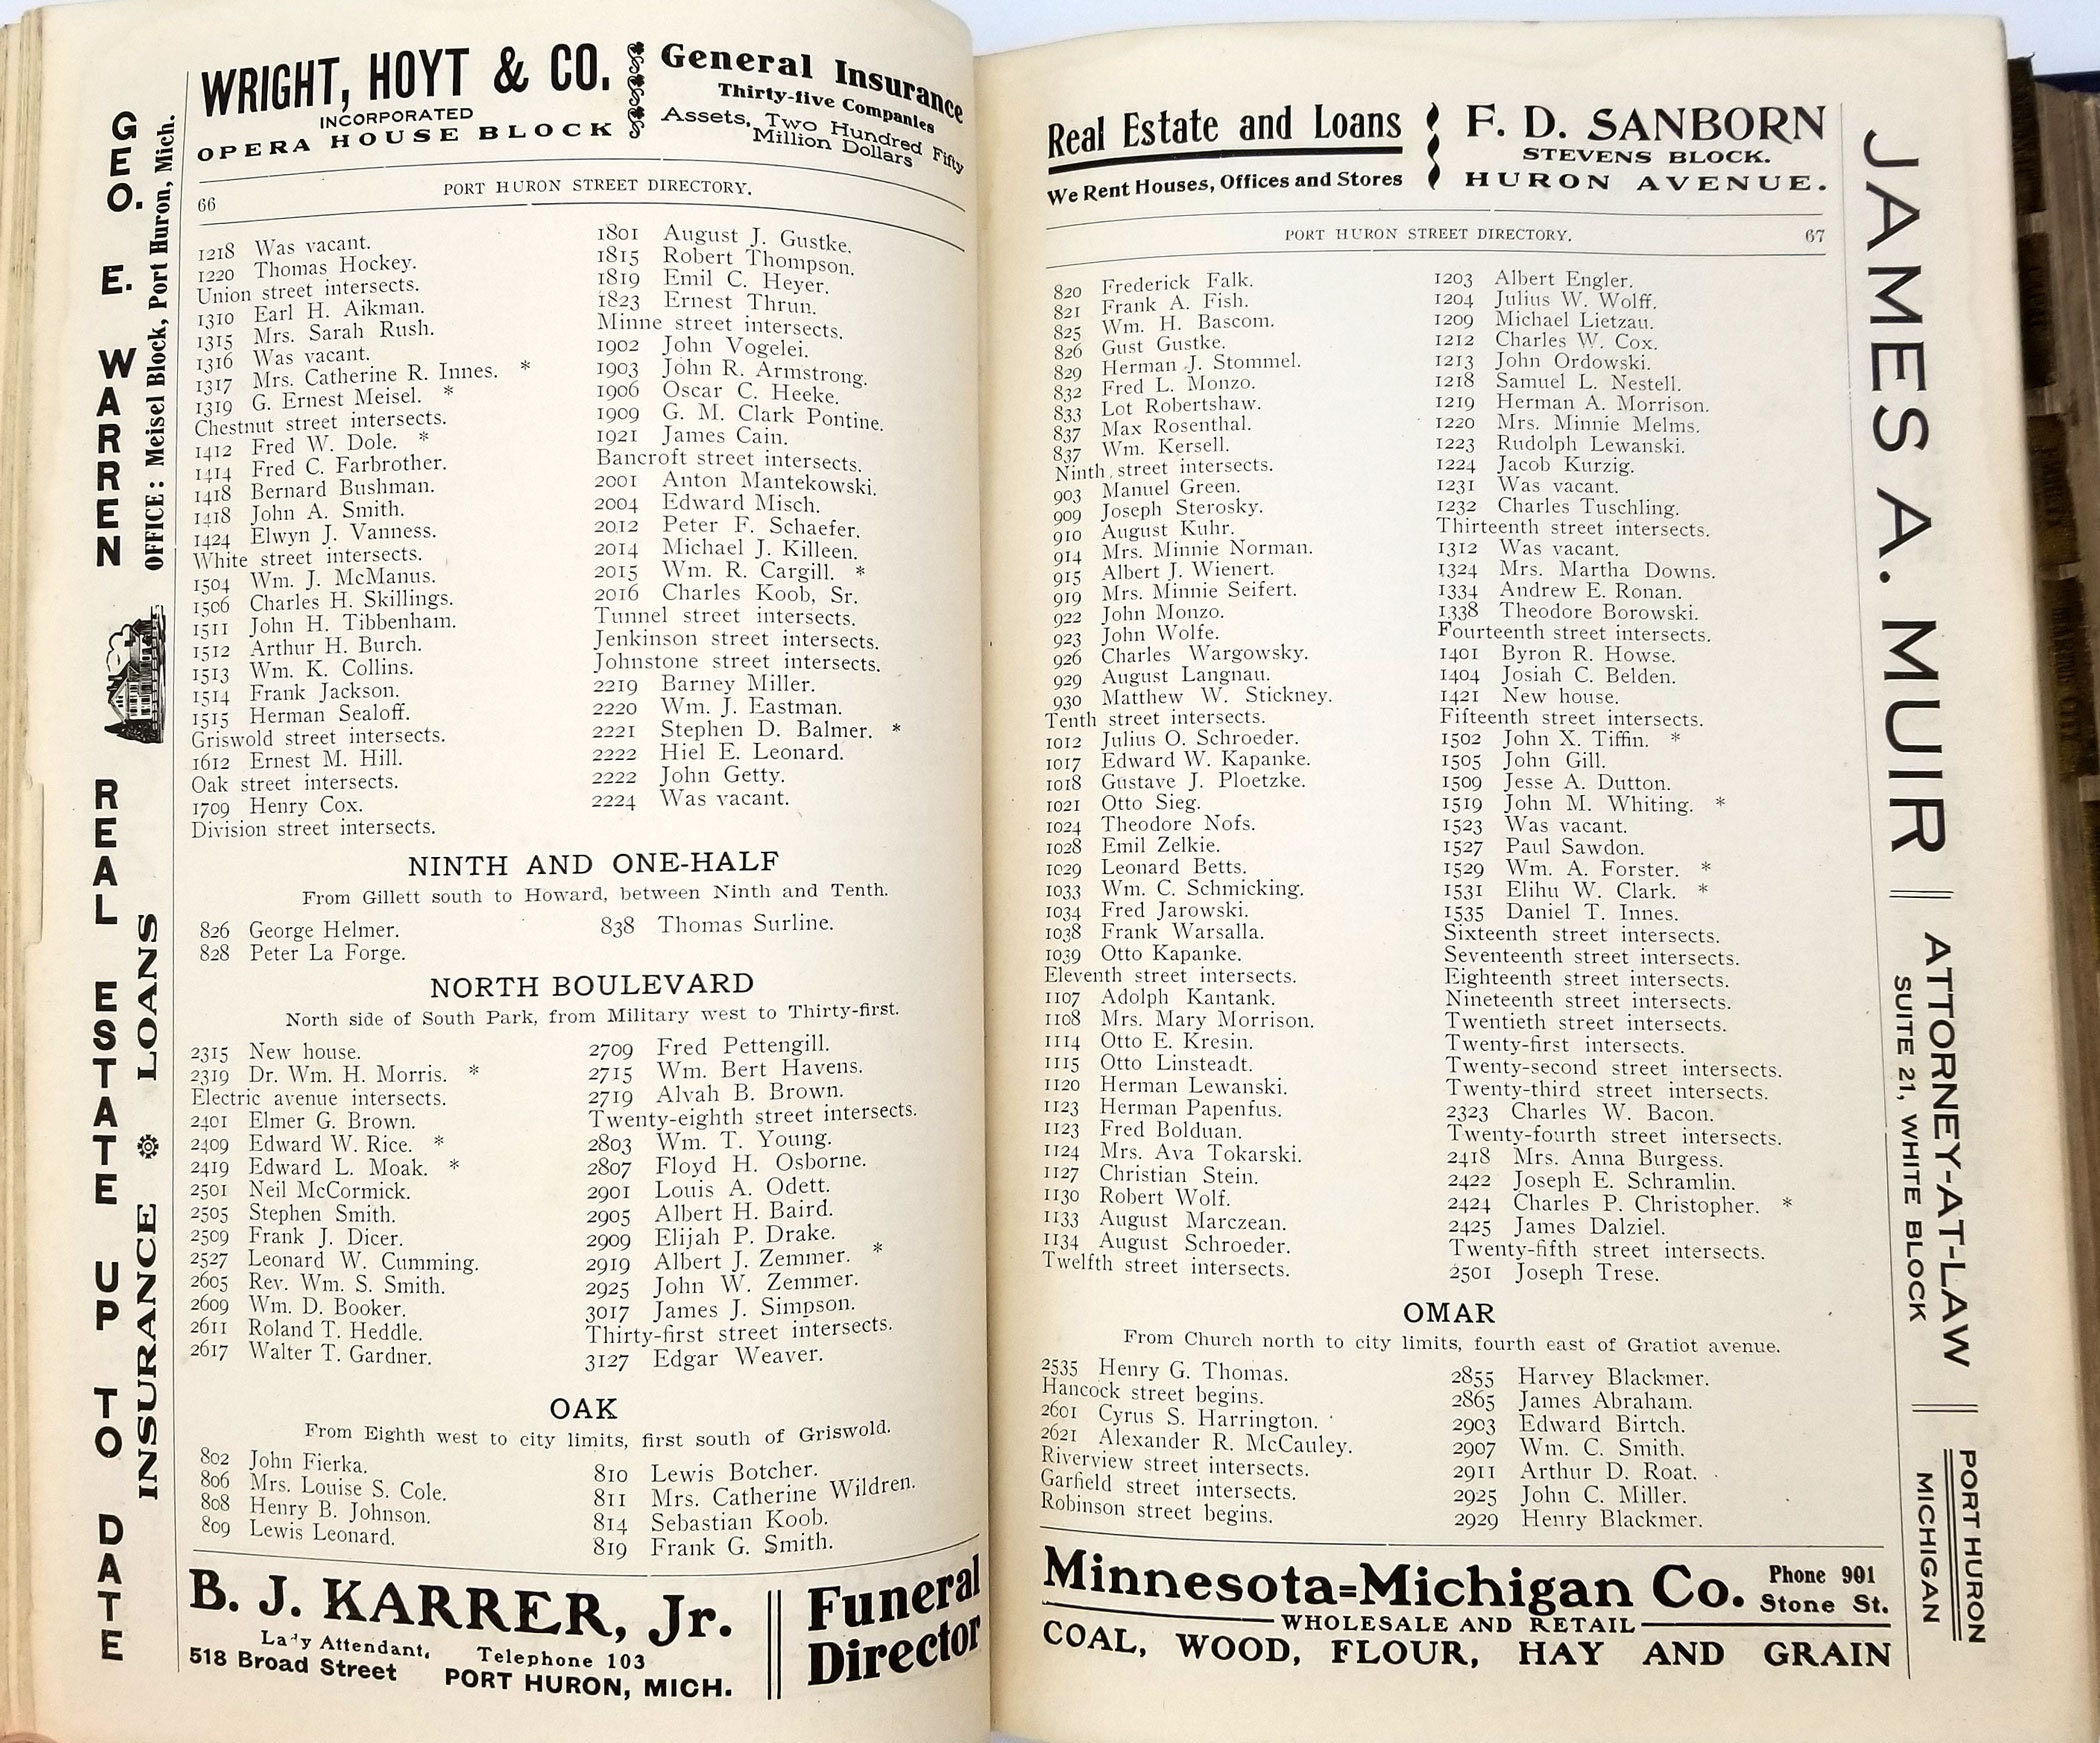 WRIGHT, HOYT & CO.
INCORPORATED
OPERA HOUSE BLOCK
General Insurance
Thirty-five Companies
Assets, Two Hundred Fifty
Million Dollars
66
PORT HURON STREET DIRECTORY.
1218 Was vacant.
1220 Thomas Hockey.
Union street intersects.
1310 Earl H. Aikman.
1315 Mrs. Sarah Rush.
1316 Was vacant.
1317 Mrs. Catherine R. Innes. *
1319 G. Ernest Meisel. *
Chestnut street intersects.
1412 Fred W. Dole. *
1414 Fred C. Farbrother.
1418 Bernard Bushman.
1418 John A. Smith.
1424 Elwyn J. Vanness.
White street intersects.
1504 Wm. J. McManus.
1506 Charles H. Skillings.
1511 John H. Tibbenham.
1512 Arthur H. Burch.
1513 Wm. K. Collins.
1514 Frank Jackson.
1515 Herman Sealoff.
Griswold street intersects.
1612 Ernest M. Hill.
Oak street intersects.
1709 Henry Cox.
Division street intersects.
1801 August J. Gustke.
1815 Robert Thompson.
1819 Emil C. Heyer.
1823 Ernest Thrun.
Minne street intersects.
1902 John Vogelei.
1903 John R. Armstrong.
1906 Oscar C. Heeke.
1909 G. M. Clark Pontine.
1921 James Cain.
Bancroft street intersects.
2001 Anton Mantekowski.
2004 Edward Misch.
2012 Peter F. Schaefer.
2014 Michael J. Killeen.
2015 Wm. R. Cargill. *
2016 Charles Koob, Sr.
Tunnel street intersects.
Jenkinson street intersects.
Johnstone street intersects.
2219 Barney Miller.
2220 Wm. J. Eastman.
2221 Stephen D. Balmer. *
2222 Hiel E. Leonard.
2222 John Getty.
2224 Was vacant.
NINTH AND ONE-HALF
From Gillett south to Howard, between Ninth and Tenth.
826 George Helmer.
828 Peter La Forge.
838 Thomas Surline.
NORTH BOULEVARD
North side of South Park, from Military west to Thirty-first.
2315 New house.
2319 Dr. Wm. H. Morris. *
Electric avenue intersects.
2401 Elmer G. Brown.
2409 Edward W. Rice. *
2419 Edward L. Moak. *
2501 Neil McCormick.
2505 Stephen Smith.
2509 Frank J. Dicer.
2527 Leonard W. Cumming.
2605 Rev. Wm. S. Smith.
2609 Wm. D. Booker.
2611 Roland T. Heddle.
2617 Walter T. Gardner.
2709 Fred Pettengill.
2715 Wm. Bert Havens.
2719 Alvah B. Brown.
Twenty-eighth street intersects.
2803 Wm. T. Young.
2807 Floyd H. Osborne.
2901 Louis A. Odett.
2905 Albert H. Baird.
2909 Elijah P. Drake.
2919 Albert J. Zemmer. *
2925 John W. Zemmer.
3017 James J. Simpson.
Thirty-first street intersects.
3127 Edgar Weaver.
OAK
From Eighth west to city limits, first south of Griswold.
802 John Fierka.
806 Mrs. Louise S. Cole.
808 Henry B. Johnson.
809 Lewis Leonard.
810 Lewis Botcher.
811 Mrs. Catherine Wildren.
814 Sebastian Koob.
819 Frank G. Smith.
B. J. KARRER, Jr.
Lady Attendant,
518 Broad Street
Telephone 103
PORT HURON, MICH.
Funeral
Director
GEO. E. WARREN REAL ESTATE UP TO DATE
OFFICE: Meisel Block, Port Huron, Mich.
INSURANCE LOANS
Real Estate and Loans
We Rent Houses, Offices and Stores
F. D. SANBORN
STEVENS BLOCK.
HURON AVENUE.
PORT HURON STREET DIRECTORY.
67
820 Frederick Falk.
821 Frank A. Fish.
825 Wm. H. Bascom.
826 Gust Gustke.
829 Herman J. Stommel.
832 Fred L. Monzo.
833 Lot Robertshaw.
837 Max Rosenthal.
837 Wm. Kersell.
Ninth street intersects.
903 Manuel Green.
909 Joseph Sterosky.
910 August Kuhr.
914 Mrs. Minnie Norman.
915 Albert J. Wienert.
919 Mrs. Minnie Seifert.
922 John Monzo.
923 John Wolfe.
926 Charles Wargowsky.
929 August Langnau.
930 Matthew W. Stickney.
Tenth street intersects.
1012 Julius O. Schroeder.
1017 Edward W. Kapanke.
1018 Gustave J. Ploetzke.
1021 Otto Sieg.
1024 Theodore Nofs.
1028 Emil Zelkie.
1029 Leonard Betts.
1033 Wm. C. Schmicking.
1034 Fred Jarowski.
1038 Frank Warsalla.
1039 Otto Kapanke.
Eleventh street intersects.
1107 Adolph Kantank.
1108 Mrs. Mary Morrison.
1114 Otto E. Kresin.
1115 Otto Linsteadt.
1120 Herman Lewanski.
1123 Herman Papenfus.
1123 Fred Bolduan.
1124 Mrs. Ava Tokarski.
1127 Christian Stein.
1130 Robert Wolf.
1133 August Marczean.
1134 August Schroeder.
Twelfth street intersects.
1203 Albert Engler.
1204 Julius W. Wolff.
1209 Michael Lietzau.
1212 Charles W. Cox.
1213 John Ordowski.
1218 Samuel L. Nestell.
1219 Herman A. Morrison.
1220 Mrs. Minnie Melms.
1223 Rudolph Lewanski.
1224 Jacob Kurzig.
1231 Was vacant.
1232 Charles Tuschling.
Thirteenth street intersects.
1312 Was vacant.
1324 Mrs. Martha Downs.
1334 Andrew E. Ronan.
1338 Theodore Borowski.
Fourteenth street intersects.
1401 Byron R. Howse.
1404 Josiah C. Belden.
1421 New house.
Fifteenth street intersects.
1502 John X. Tiffin. *
1505 John Gill.
1509 Jesse A. Dutton.
1519 John M. Whiting. *
1523 Was vacant.
1527 Paul Sawdon.
1529 Wm. A. Forster. *
1531 Elihu W. Clark. *
1535 Daniel T. Innes.
Sixteenth street intersects.
Seventeenth street intersects.
Eighteenth street intersects.
Nineteenth street intersects.
Twentieth street intersects.
Twenty-first intersects.
Twenty-second street intersects.
Twenty-third street intersects.
2323 Charles W. Bacon.
Twenty-fourth street intersects.
2418 Mrs. Anna Burgess.
2422 Joseph E. Schramlin.
2424 Charles P. Christopher. *
2425 James Dalziel.
Twenty-fifth street intersects.
2501 Joseph Trese.
OMAR
From Church north to city limits, fourth east of Gratiot avenue.
2535 Henry G. Thomas.
Hancock street begins.
2601 Cyrus S. Harrington.
2621 Alexander R. McCauley.
Riverview street intersects.
Garfield street intersects.
Robinson street begins.
2855 Harvey Blackmer.
2865 James Abraham.
2903 Edward Birtch.
2907 Wm. C. Smith.
2911 Arthur D. Roat.
2925 John C. Miller.
2929 Henry Blackmer.
Minnesota=Michigan Co.
Phone 901
Stone St.
WHOLESALE AND RETAIL
COAL, WOOD, FLOUR, HAY AND GRAIN
JAMES A. MUIR
ATTORNEY-AT-LAW
SUITE 21, WHITE BLOCK
PORT HURON
MICHIGAN